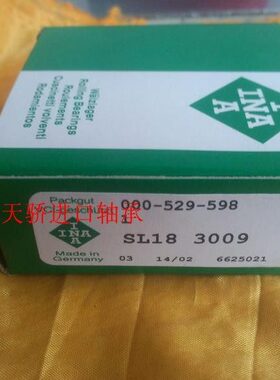 INA
Wälzlager
Rolling Bearings
Roulements
Cuscinetti volventi
Rodamientos
天骄进口轴承
Packgut
000-529-598
1
INA
SL18 3009
Made in
Germany
03 14/02 6625021